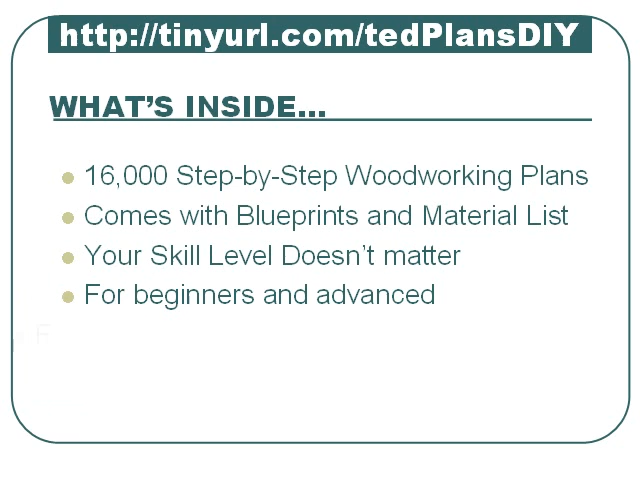 http://tinyurl.com/tedPlansDIY
WHAT'S INSIDE...
16,000 Step-by-Step Woodworking Plans
Comes with Blueprints and Material List
Your Skill Level Doesn't matter
For beginners and advanced
F